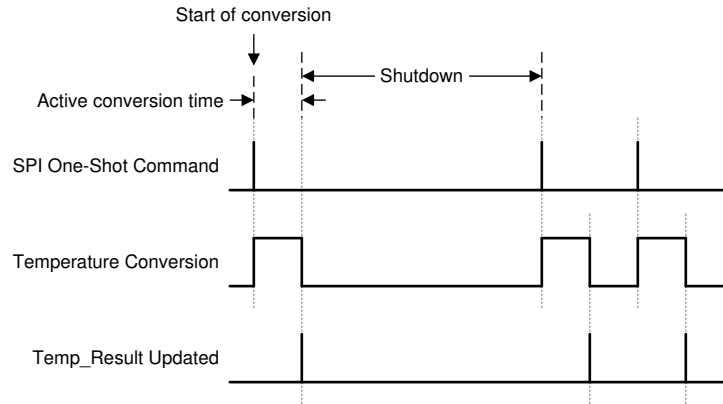 Start of conversion
Shutdown
Active conversion time
SPI One-Shot Command
Temperature Conversion
Temp_Result Updated